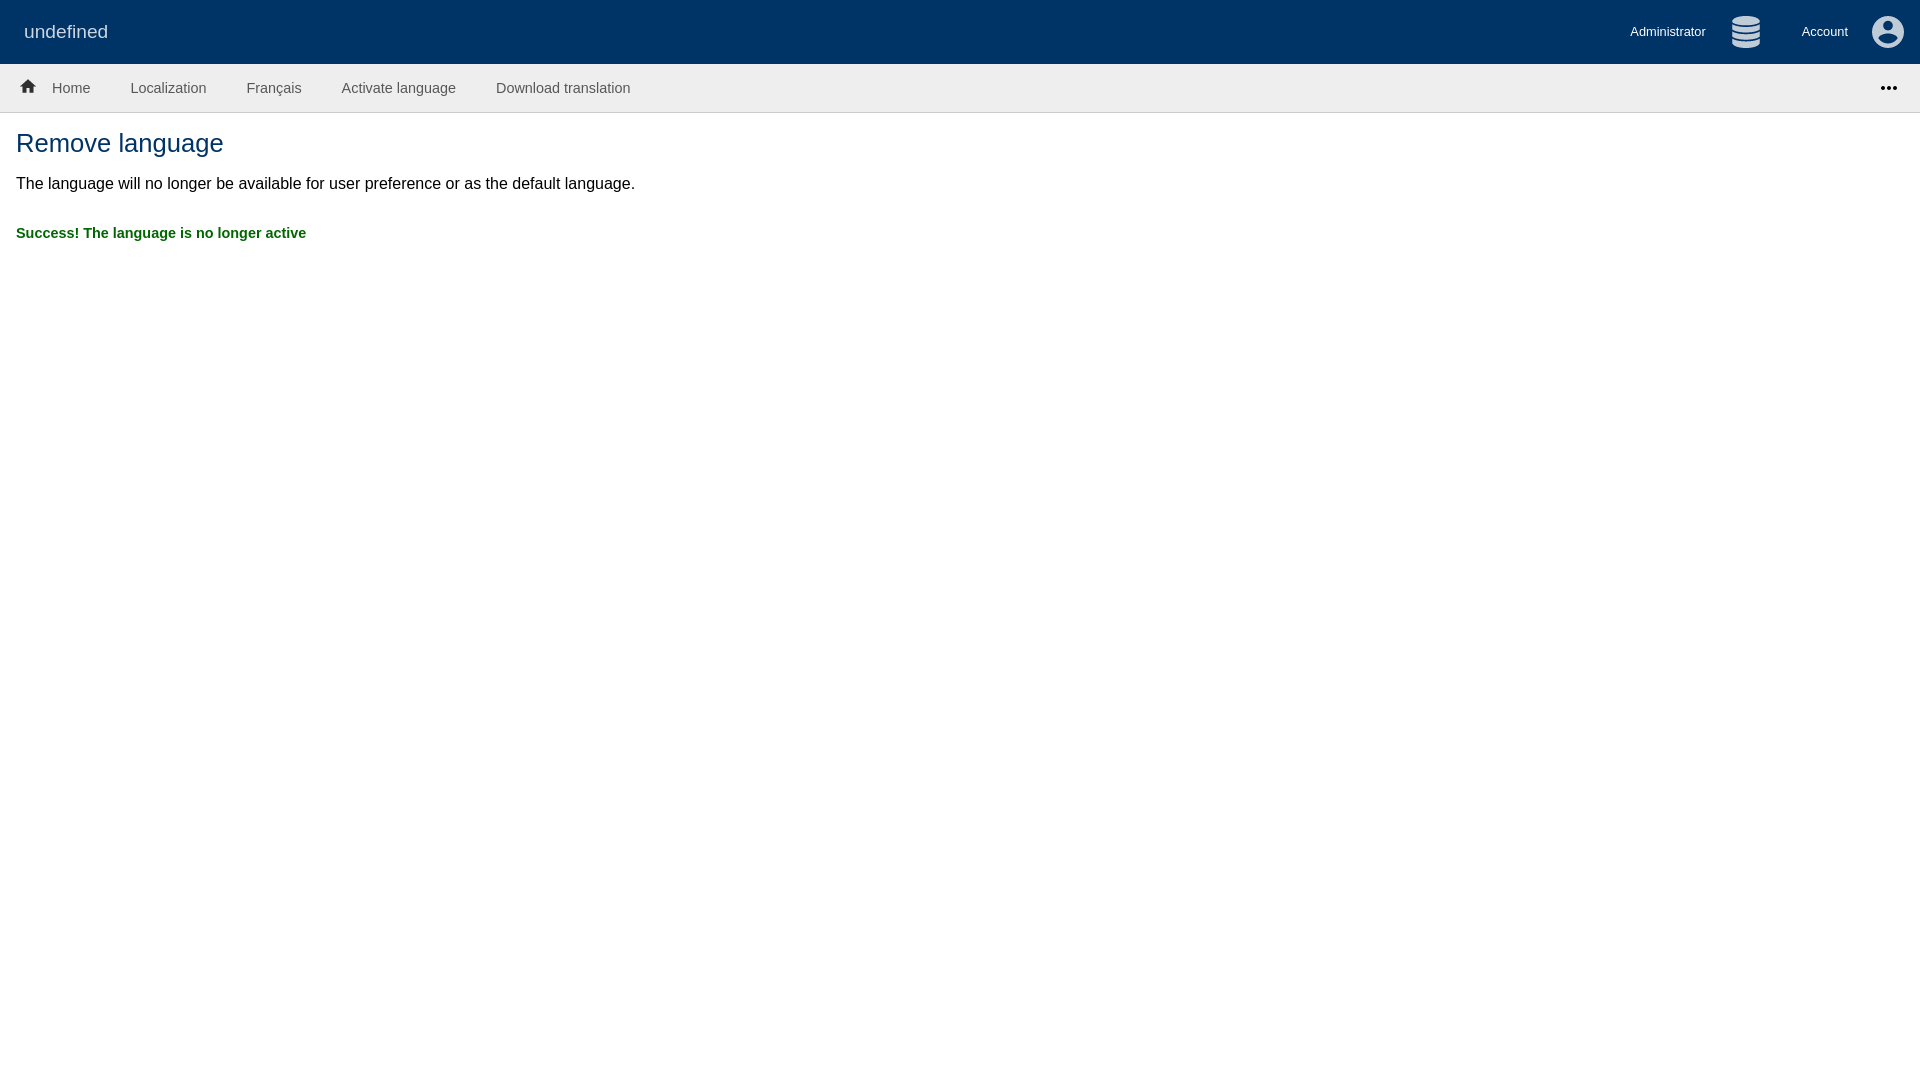 undefined
Administrator
Account
Home
Localization
Français
Activate language
Download translation
Remove language
The language will no longer be available for user preference or as the default language.
Success! The language is no longer active